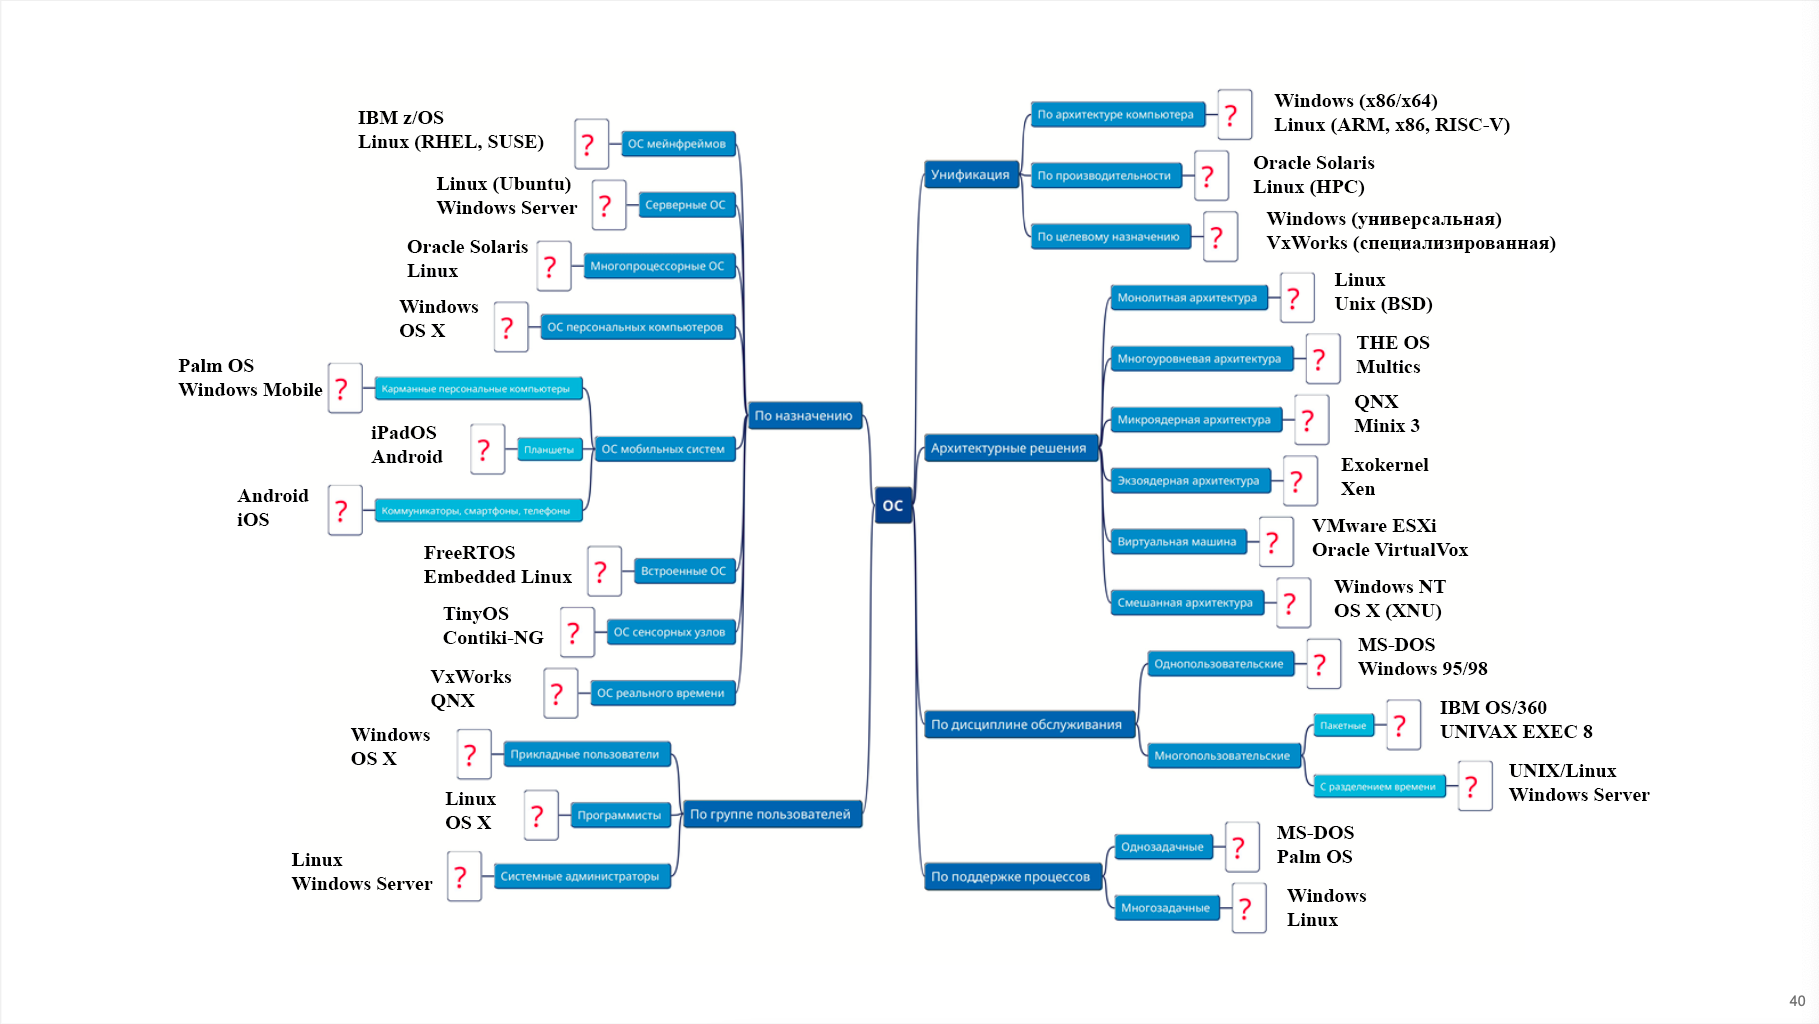 IBM z/OS
Linux (RHEL, SUSE)
?
ОС мейнфреймов
Linux (Ubuntu)
Windows Server
?
Серверные ОС
Oracle Solaris
Linux
?
Многопроцессорные ОС
Windows
OS X
?
ОС персональных компьютеров
Palm OS
Windows Mobile
?
Карманные персональные компьютеры
iPadOS
Android
?
Планшеты
Android
iOS
?
Коммуникаторы, смартфоны, телефоны
ОС мобильных систем
FreeRTOS
Embedded Linux
?
Встроенные ОС
TinyOS
Contiki-NG
?
ОС сенсорных узлов
VxWorks
QNX
?
ОС реального времени
По назначению
Windows
OS X
?
Прикладные пользователи
Linux
OS X
?
Программисты
Linux
Windows Server
?
Системные администраторы
По группе пользователей
ОС
Унификация
По архитектуре компьютера
?
Windows (x86/x64)
Linux (ARM, x86, RISC-V)
По производительности
?
Oracle Solaris
Linux (HPC)
По целевому назначению
?
Windows (универсальная)
VxWorks (специализированная)
Архитектурные решения
Монолитная архитектура
?
Linux
Unix (BSD)
Многоуровневая архитектура
?
THE OS
Multics
Микроядерная архитектура
?
QNX
Minix 3
Экзоядерная архитектура
?
Exokernel
Xen
Виртуальная машина
?
VMware ESXi
Oracle VirtualVox
Смешанная архитектура
?
Windows NT
OS X (XNU)
По дисциплине обслуживания
Однопользовательские
?
MS-DOS
Windows 95/98
Многопользовательские
Пакетные
?
IBM OS/360
UNIVAX EXEC 8
С разделением времени
?
UNIX/Linux
Windows Server
По поддержке процессов
Однозадачные
?
MS-DOS
Palm OS
Многозадачные
?
Windows
Linux
40